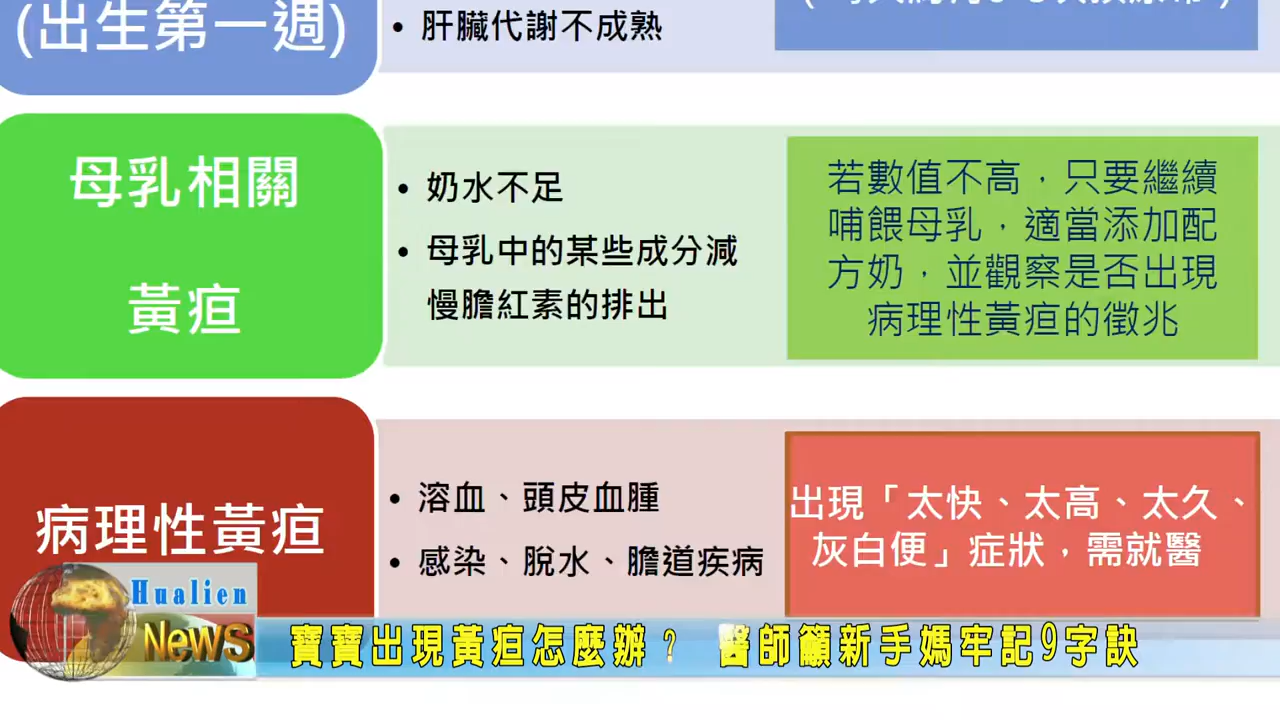 (出生第一週)
• 肝臟代謝不成熟
母乳相關
黃疸
• 奶水不足
• 母乳中的某些成分減
慢膽紅素的排出
若數值不高，只要繼續
哺餵母乳，適當添加配
方奶，並觀察是否出現
病理性黃疸的徵兆
病理性黃疸
• 溶血、頭皮血腫
• 感染、脫水、膽道疾病
出現「太快、太高、太久、
灰白便」症狀，需就醫
Hualien
News
寶寶出現黃疸怎麼辦？ 醫師籲新手媽牢記9字訣